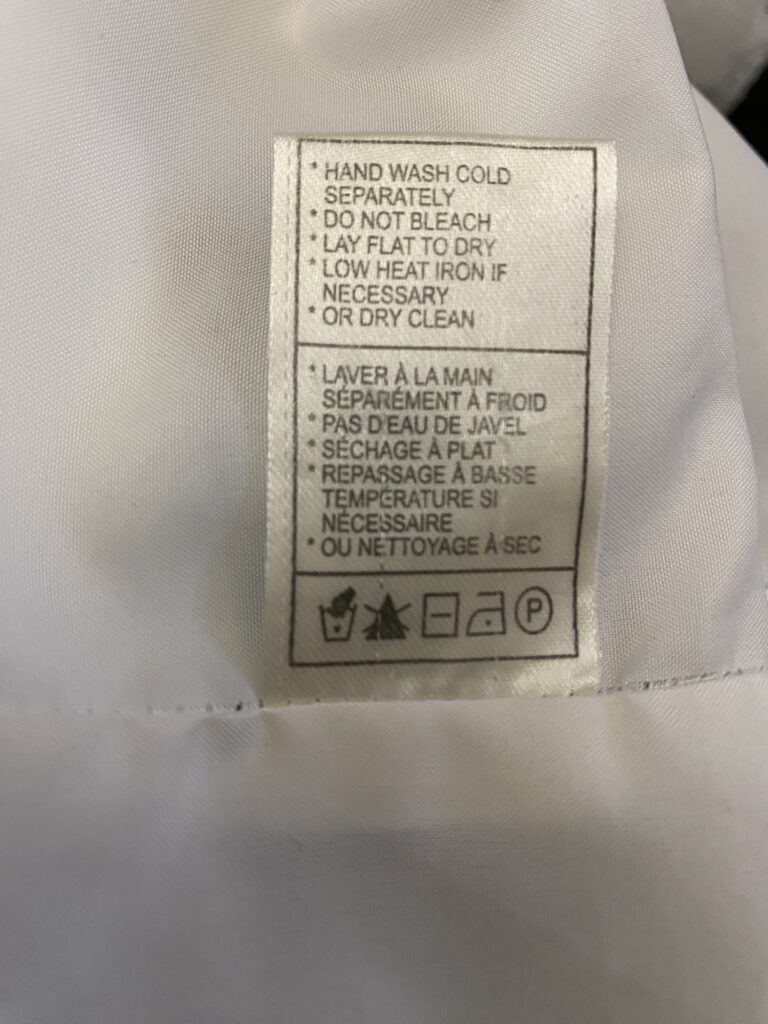 * HAND WASH COLD
SEPARATELY
* DO NOT BLEACH
* LAY FLAT TO DRY
* LOW HEAT IRON IF
NECESSARY
* OR DRY CLEAN
* LAVER À LA MAIN
SÉPARÉMENT À FROID
* PAS D'EAU DE JAVEL
* SÉCHAGE À PLAT
* REPASSAGE À BASSE
TEMPÉRATURE SI
NÉCESSAIRE
* OU NETTOYAGE À SEC
P